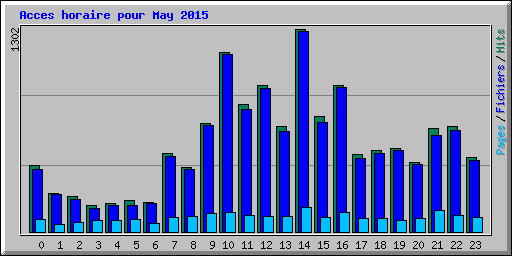 Acces horaire pour May 2015
1302
Pages / Fichiers / Hits
0 1 2 3 4 5 6 7 8 9 10 11 12 13 14 15 16 17 18 19 20 21 22 23